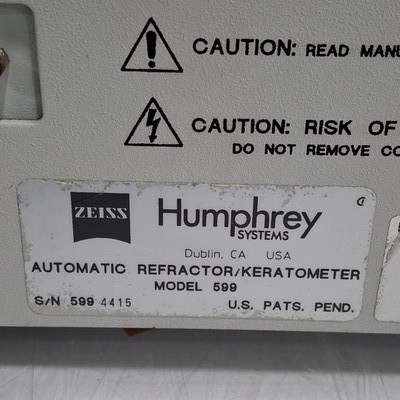 CAUTION: READ MANU
CAUTION: RISK OF
DO NOT REMOVE CO
ZEISS Humphrey
SYSTEMS
Dublin, CA USA
AUTOMATIC REFRACTOR/KERATOMETER
MODEL 599
S/N 599 4415 U.S. PATS. PEND.